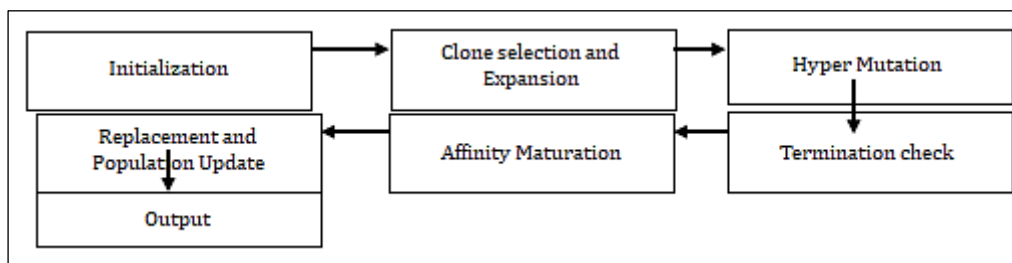 Initialization
Clone selection and
Expansion
Hyper Mutation
Replacement and
Population Update
Affinity Maturation
Termination check
Output